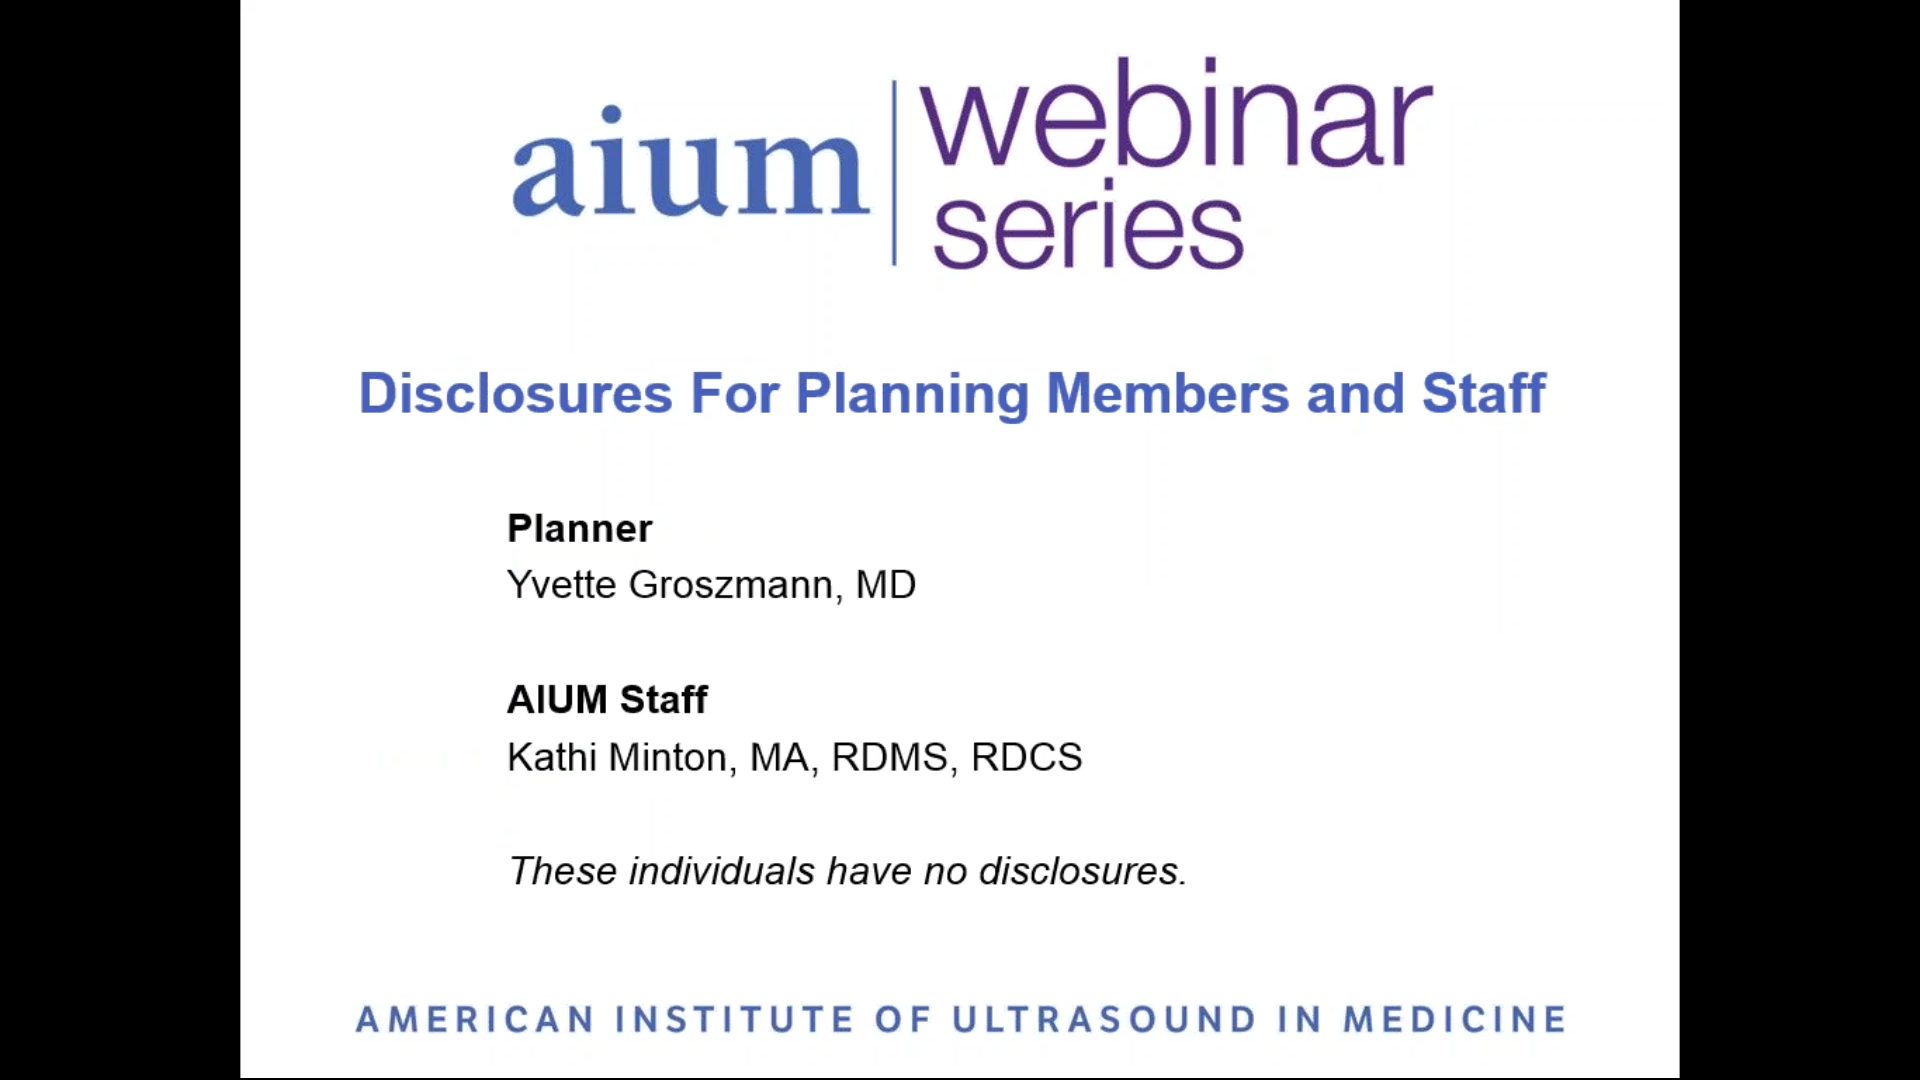 aium
webinar
series
Disclosures For Planning Members and Staff
Planner
Yvette Groszmann, MD
AIUM Staff
Kathi Minton, MA, RDMS, RDCS
These individuals have no disclosures.
AMERICAN INSTITUTE OF ULTRASOUND IN MEDICINE